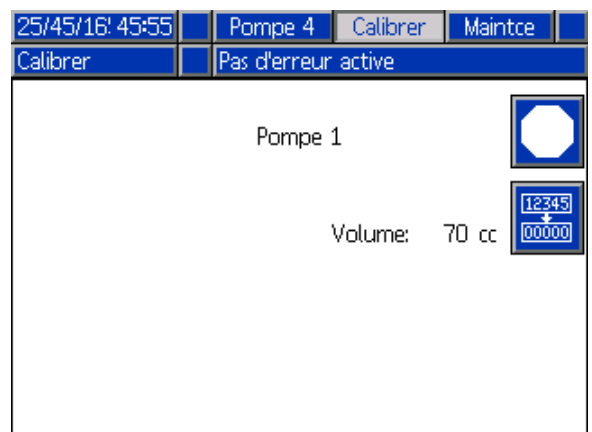 25/45/16' 45:55 Pompe 4 Calibrer Maintce
Calibrer Pas d'erreur active
Pompe 1
12345
Volume: 70 cc 00000